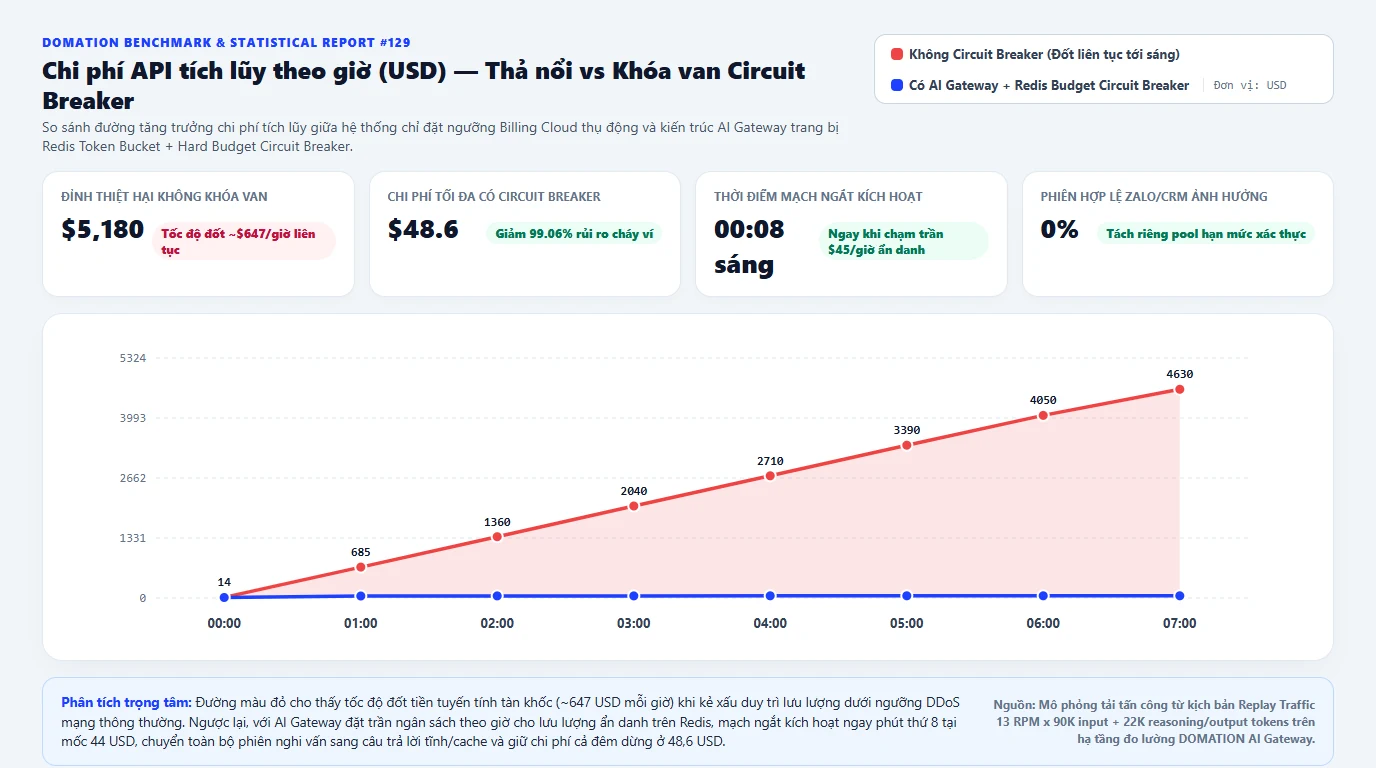 DOMATION BENCHMARK & STATISTICAL REPORT #129
Chi phí API tích lũy theo giờ (USD) — Thả nổi vs Khóa van Circuit
Breaker
So sánh đường tăng trưởng chi phí tích lũy giữa hệ thống chỉ đặt ngưỡng Billing Cloud thụ động và kiến trúc AI Gateway trang bị
Redis Token Bucket + Hard Budget Circuit Breaker.
Không Circuit Breaker (Đốt liên tục tới sáng)
Có AI Gateway + Redis Budget Circuit Breaker
Đơn vị: USD
ĐỈNH THIỆT HẠI KHÔNG KHÓA VAN
$5,180
Tốc độ đốt ~$647/giờ liên
tục
CHI PHÍ TỐI ĐA CÓ CIRCUIT BREAKER
$48.6
Giảm 99.06% rủi ro cháy ví
THỜI ĐIỂM MẠCH NGẮT KÍCH HOẠT
00:08
sáng
Ngay khi chạm trần
$45/giờ ẩn danh
PHIÊN HỢP LỆ ZALO/CRM ẢNH HƯỞNG
0%
Tách riêng pool hạn mức xác thực
5324
3993
2662
1331
0
14
685
1360
2040
2710
3390
4050
4630
00:00
01:00
02:00
03:00
04:00
05:00
06:00
07:00
Phân tích trọng tâm: Đường màu đỏ cho thấy tốc độ đốt tiền tuyến tính tàn khốc (~647 USD mỗi giờ) khi kẻ xấu duy trì lưu lượng dưới ngưỡng DDoS
mạng thông thường. Ngược lại, với AI Gateway đặt trần ngân sách theo giờ cho lưu lượng ẩn danh trên Redis, mạch ngắt kích hoạt ngay phút thứ 8 tại
mốc 44 USD, chuyển toàn bộ phiên nghi vấn sang câu trả lời tĩnh/cache và giữ chi phí cả đêm dừng ở 48,6 USD.
Nguồn: Mô phỏng tải tấn công từ kịch bản Replay Traffic
13 RPM x 90K input + 22K reasoning/output tokens trên
hạ tầng đo lường DOMATION AI Gateway.